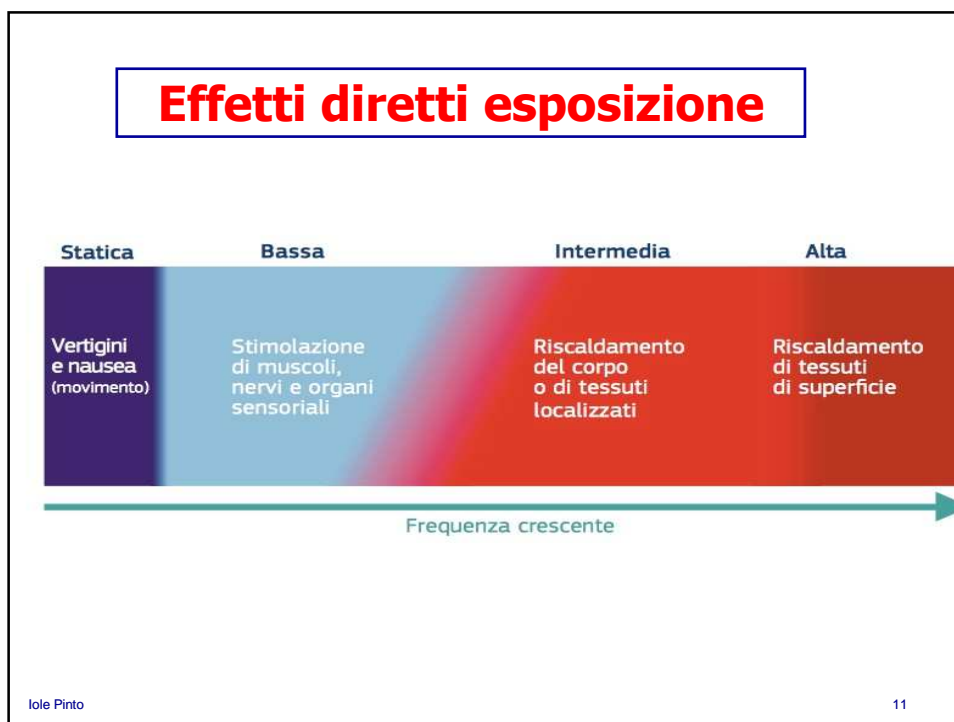 Effetti diretti esposizione
Statica
Bassa
Intermedia
Alta
Vertigini
e nausea
(movimento)
Stimolazione
di muscoli,
nervi e organi
sensoriali
Riscaldamento
del corpo
o di tessuti
localizzati
Riscaldamento
di tessuti
di superficie
Frequenza crescente
Iole Pinto
11